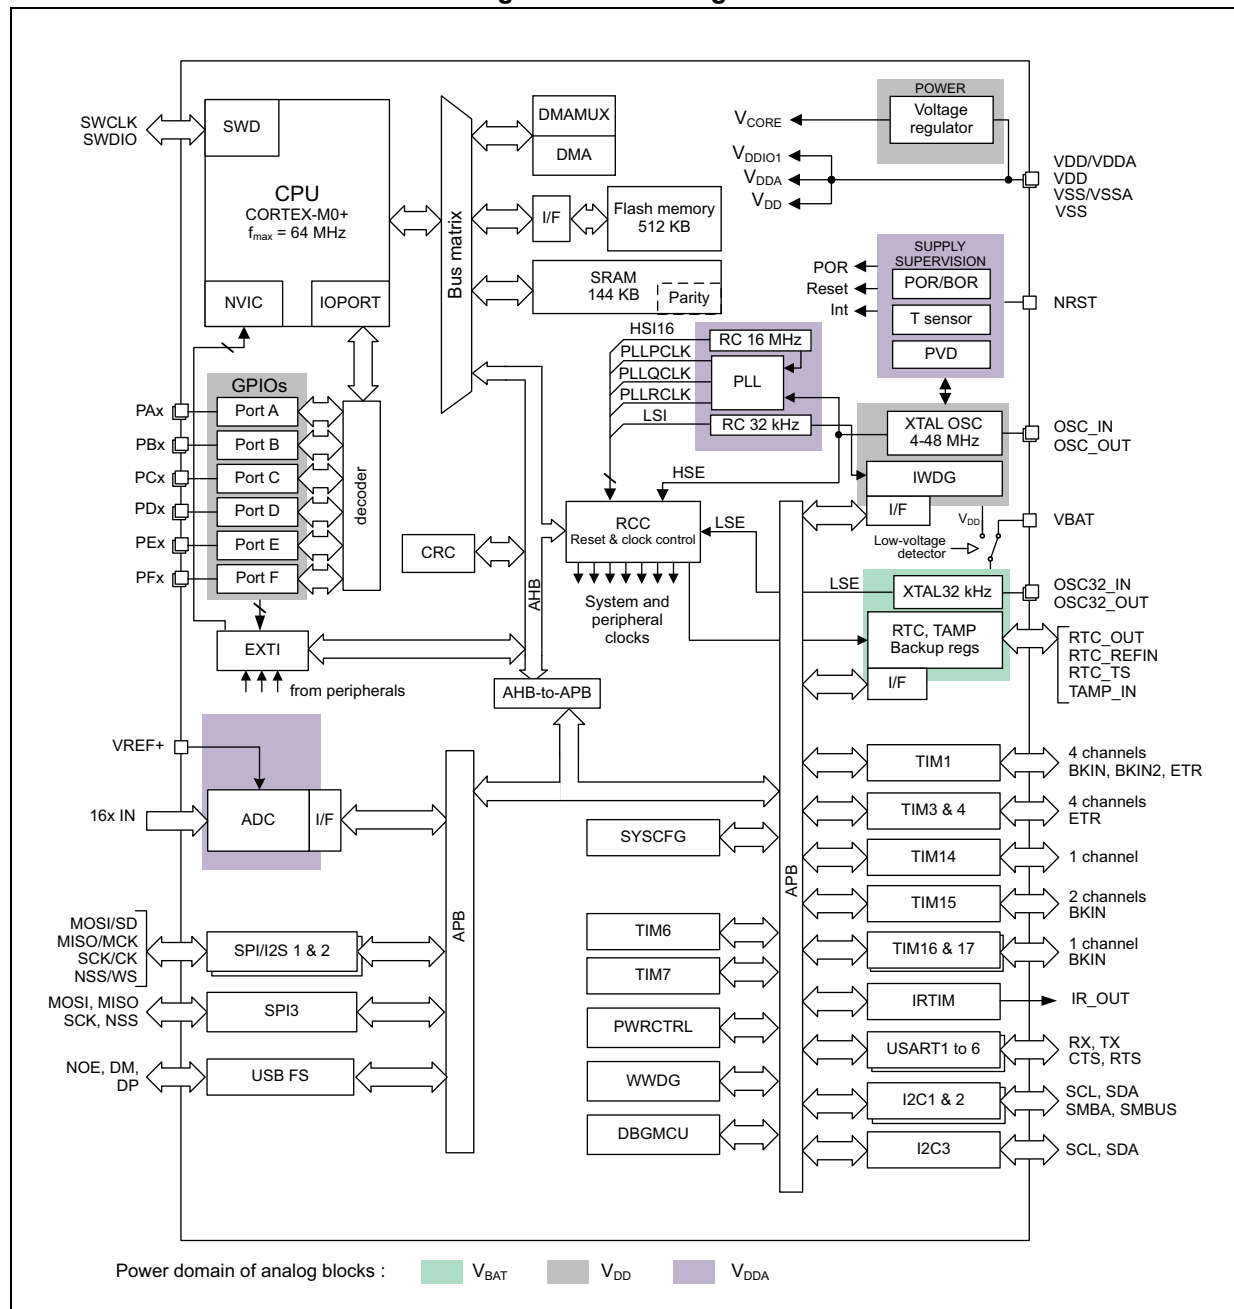 POWER
Voltage
regulator
SWCLK
SWDIO
SWD
CPU
CORTEX-M0+
fmax = 64 MHz
NVIC
IOPORT
Bus matrix
DMAMUX
DMA
I/F
Flash memory
512 KB
SRAM
144 KB
Parity
VCORE
VDDIO1
VDDA
VDD
VDD/VDDA
VDD
VSS/VSSA
VSS
SUPPLY
SUPERVISION
POR/BOR
T sensor
PVD
POR
Reset
Int
NRST
HSI16
PLLPCLK
PLLQCLK
PLLRCLK
LSI
RC 16 MHz
PLL
RC 32 kHz
GPIOs
PAx
Port A
PBx
Port B
PCx
Port C
PDx
Port D
PEx
Port E
PFx
Port F
decoder
XTAL OSC
4-48 MHz
IWDG
I/F
OSC_IN
OSC_OUT
HSE
RCC
Reset & clock control
LSE
VDD
Low-voltage
detector
VBAT
CRC
AHB
System and
peripheral
clocks
LSE
XTAL32 kHz
OSC32_IN
OSC32_OUT
RTC, TAMP
Backup regs
I/F
RTC_OUT
RTC_REFIN
RTC_TS
TAMP_IN
EXTI
from peripherals
AHB-to-APB
VREF+
16x IN
ADC
I/F
APB
APB
TIM1
4 channels
BKIN, BKIN2, ETR
TIM3 & 4
4 channels
ETR
SYSCFG
TIM14
1 channel
TIM15
2 channels
BKIN
MOSI/SD
MISO/MCK
SCK/CK
NSS/WS
SPI/I2S 1 & 2
TIM6
TIM16 & 17
1 channel
BKIN
TIM7
MOSI, MISO
SCK, NSS
SPI3
IRTIM
IR_OUT
PWRCTRL
USART1 to 6
RX, TX
CTS, RTS
NOE, DM,
DP
USB FS
WWDG
I2C1 & 2
SCL, SDA
SMBA, SMBUS
DBGMCU
I2C3
SCL, SDA
Power domain of analog blocks :
VBAT
VDD
VDDA